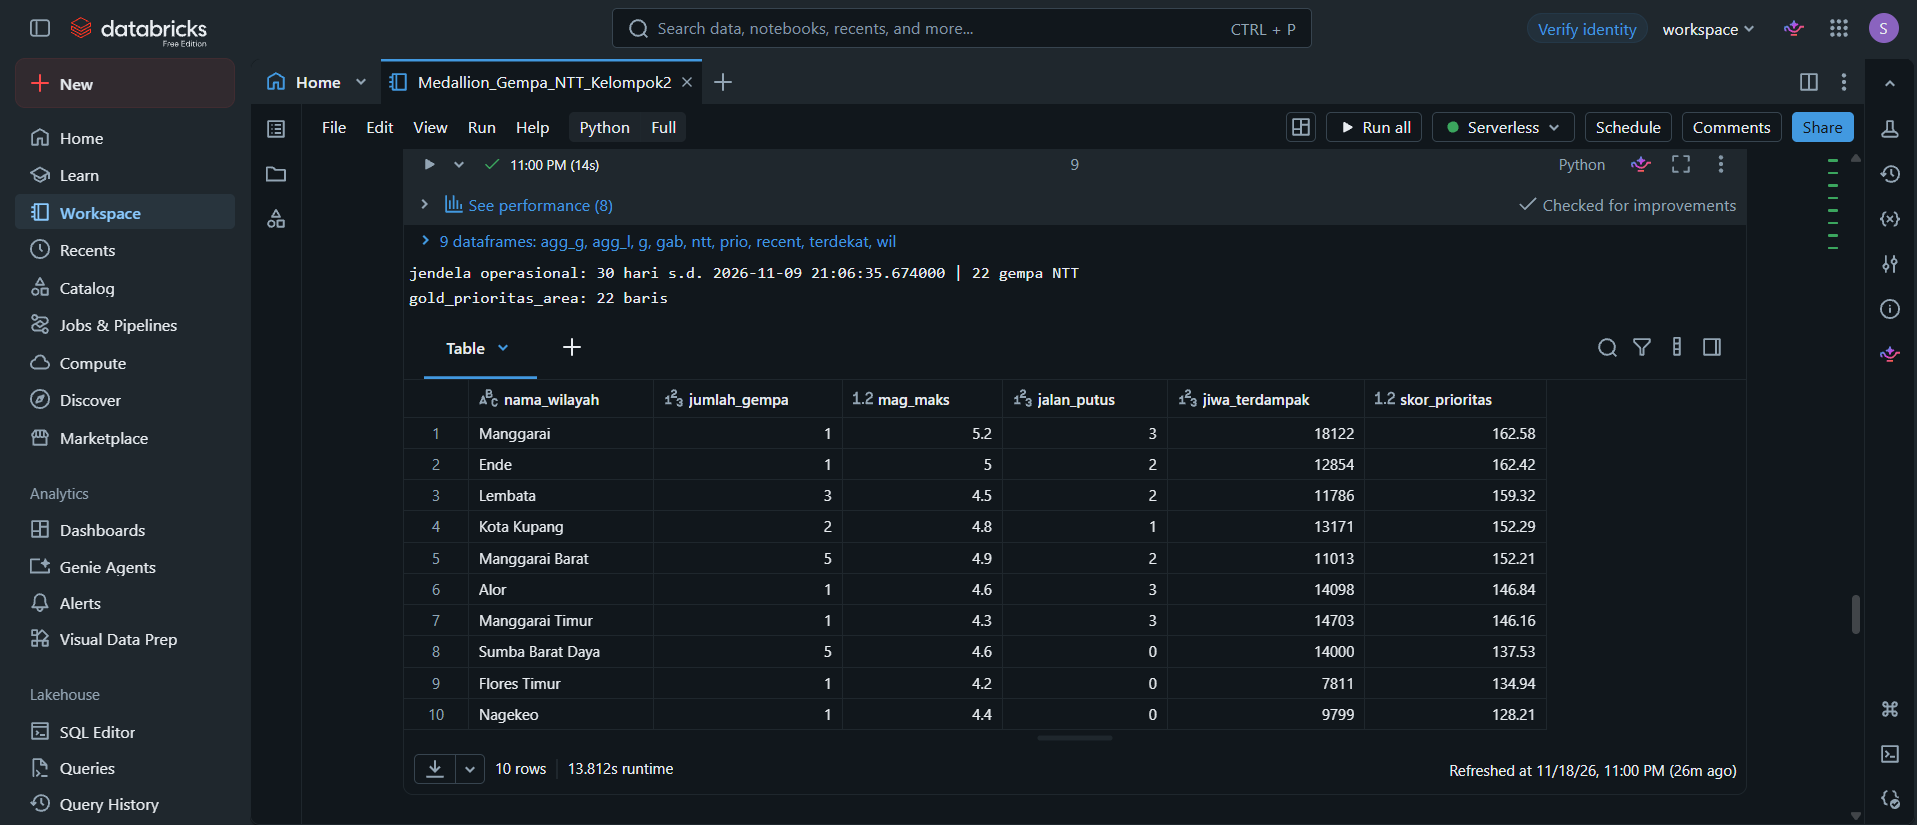 databricks
Free Edition
Search data, notebooks, recents, and more...
CTRL + P
Verify identity
workspace
S
New
Home
Learn
Workspace
Recents
Catalog
Jobs & Pipelines
Compute
Discover
Marketplace
Analytics
Dashboards
Genie Agents
Alerts
Visual Data Prep
Lakehouse
SQL Editor
Queries
Query History
Home
Medallion_Gempa_NTT_Kelompok2
File Edit View Run Help Python Full
Run all
Serverless
Schedule
Comments
Share
11:00 PM (14s)
9
Python
See performance (8)
Checked for improvements
9 dataframes: agg_g, agg_l, g, gab, ntt, prio, recent, terdekat, wil
jendela operasional: 30 hari s.d. 2026-11-09 21:06:35.674000 | 22 gempa NTT
gold_prioritas_area: 22 baris
Table
ABC nama_wilayah 123 jumlah_gempa 1.2 mag_maks 123 jalan_putus 123 jiwa_terdampak 1.2 skor_prioritas
1 Manggarai 1 5.2 3 18122 162.58
2 Ende 1 5 2 12854 162.42
3 Lembata 3 4.5 2 11786 159.32
4 Kota Kupang 2 4.8 1 13171 152.29
5 Manggarai Barat 5 4.9 2 11013 152.21
6 Alor 1 4.6 3 14098 146.84
7 Manggarai Timur 1 4.3 3 14703 146.16
8 Sumba Barat Daya 5 4.6 0 14000 137.53
9 Flores Timur 1 4.2 0 7811 134.94
10 Nagekeo 1 4.4 0 9799 128.21
10 rows
13.812s runtime
Refreshed at 11/18/26, 11:00 PM (26m ago)